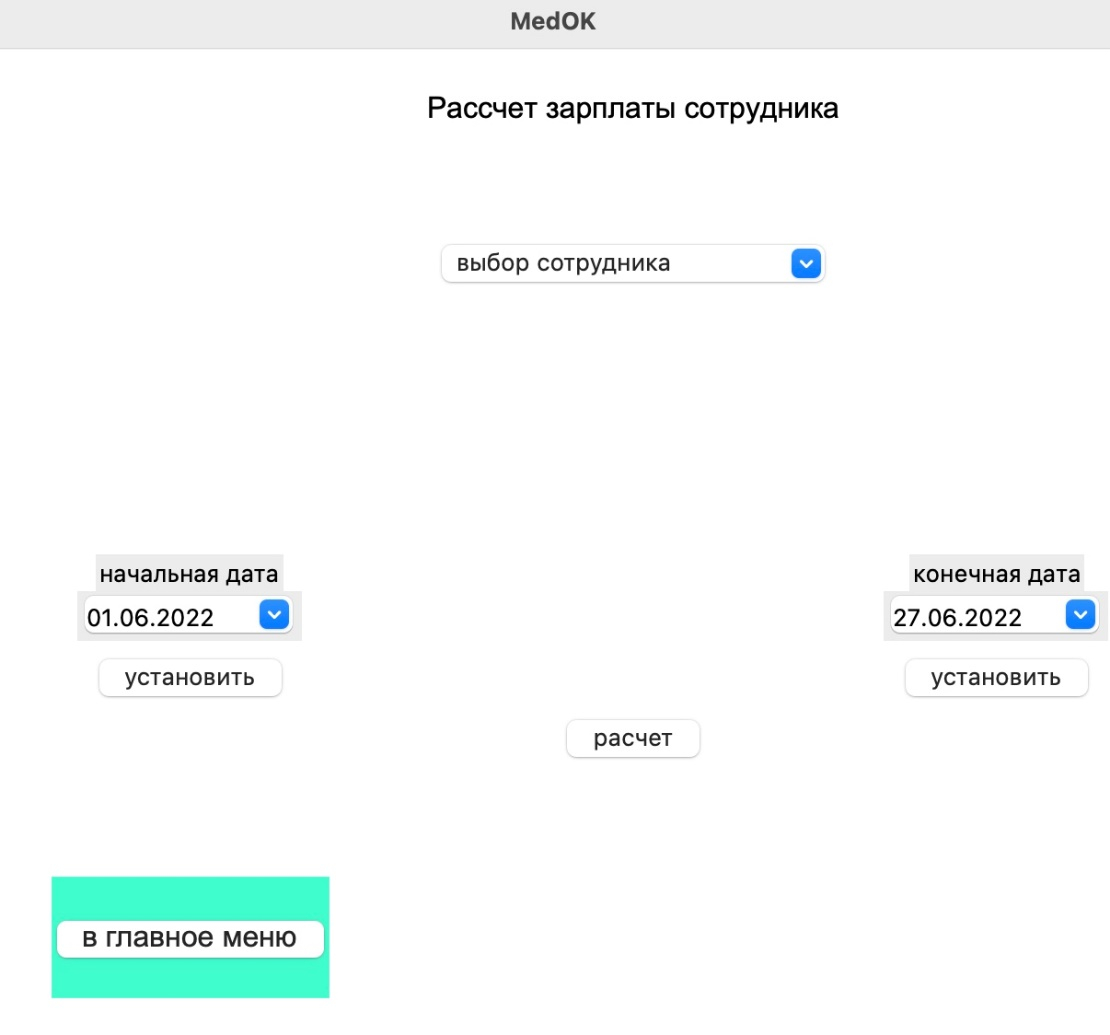 MedOK
Рассчет зарплаты сотрудника
выбор сотрудника
начальная дата
конечная дата
01.06.2022
27.06.2022
установить
установить
расчет
в главное меню